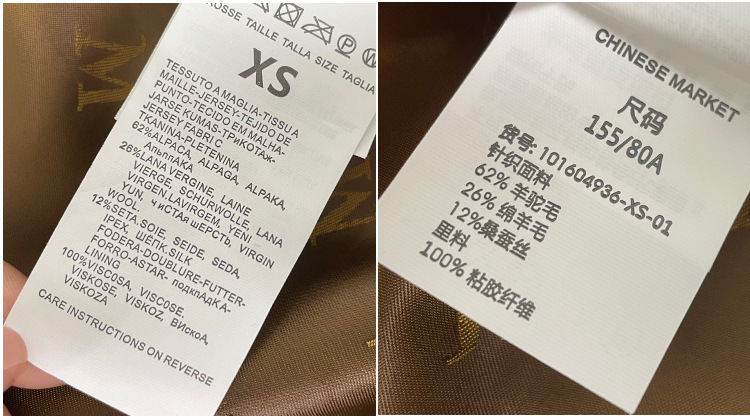 GROSSE TAILLE TALLA SIZE TAGLIA
XS
TESSUTO A MAGLIA-TISSU A
MAILLE-JERSEY-TEJIDO DE
PUNTO-TECIDO EM MALHA-
JARSE KUMAS-ТРИКОТАЖ-
JERSEY FABRIC
TKANINA-PLETENINA
62%ALPACA, ALPAGA, ALPAKA,
Альпака
26%LANA VERGINE, LAINE
VIERGE, SCHURWOLLE, LANA
VIRGEN.LAVIRGEM, YENI
YUN, чИСТАЯ шЕРСТЬ, VIRGIN
WOOL.
12%SETA.SOIE, SEIDE, SEDA,
IPEX, ШЕЛК.SILK
FODERA-DOUBLURE-FUTTER-
FORRO-ASTAR- подкладкА-
LINING
100%VISCOSA, VISCOSE.
VISKOSE, VISKOZ, ВискоА,
VISKOZA
CARE INSTRUCTIONS ON REVERSE
CHINESE MARKET
尺码
155/80A
货号: 101604936-XS-01
针织面料
62% 羊驼毛
26% 绵羊毛
12%桑蚕丝
里料
100% 粘胶纤维